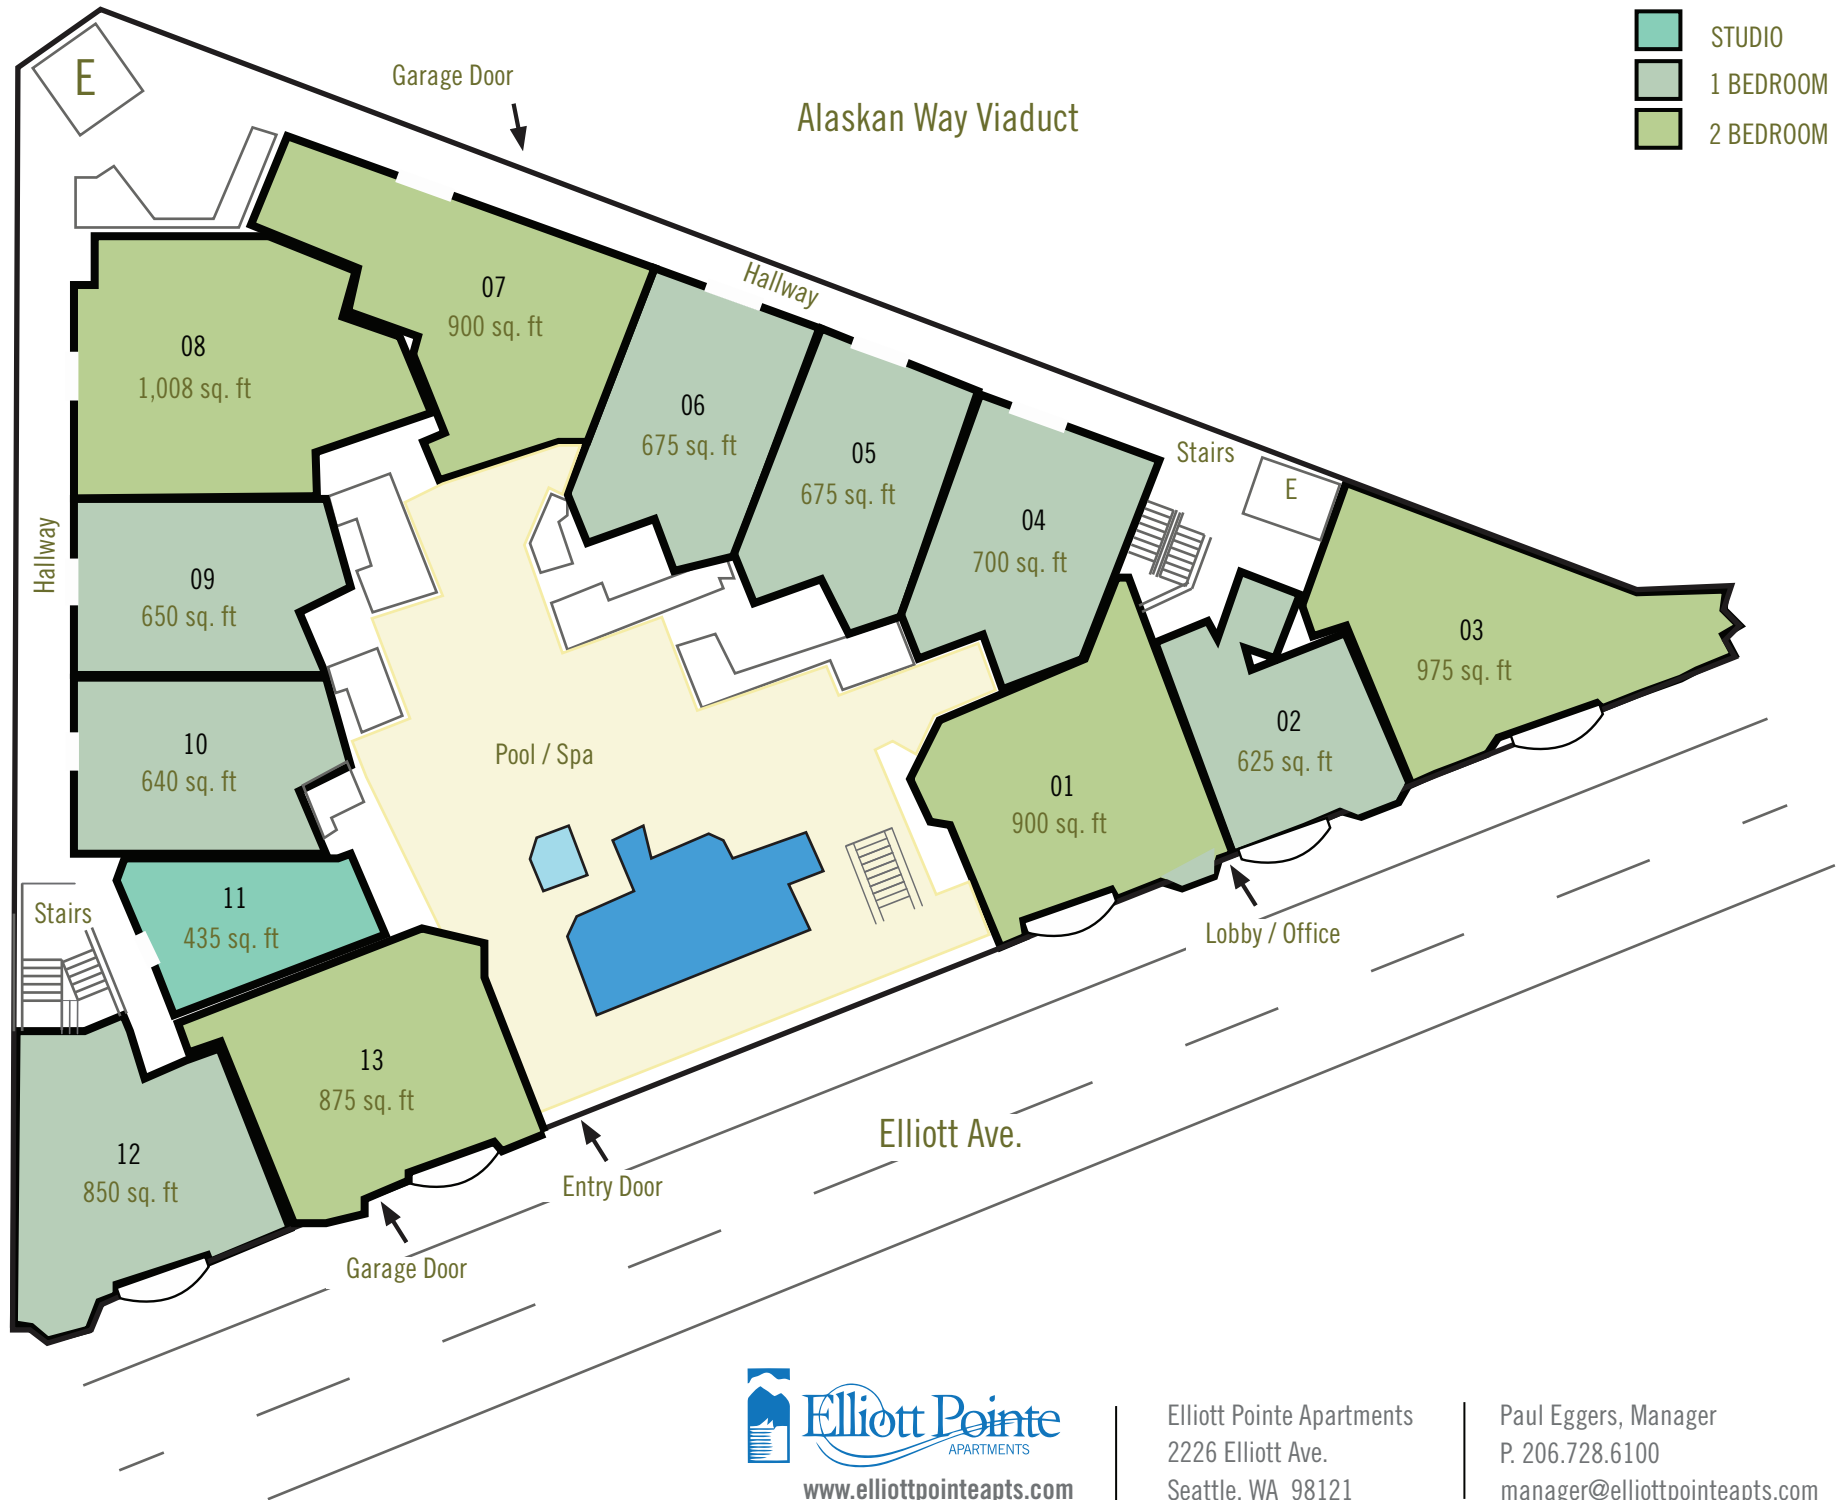 STUDIO
1 BEDROOM
2 BEDROOM
E
Garage Door
Alaskan Way Viaduct
Hallway
07
900 sq. ft
08
1,008 sq. ft
06
675 sq. ft
05
675 sq. ft
Stairs
E
04
700 sq. ft
Hallway
09
650 sq. ft
03
975 sq. ft
02
625 sq. ft
10
640 sq. ft
Pool / Spa
01
900 sq. ft
11
435 sq. ft
Stairs
Lobby / Office
13
875 sq. ft
Elliott Ave.
12
850 sq. ft
Entry Door
Garage Door
Elliott Pointe
APARTMENTS
www.elliottpointeapts.com
Elliott Pointe Apartments
2226 Elliott Ave.
Seattle, WA 98121
Paul Eggers, Manager
P. 206.728.6100
manager@elliottpointeapts.com